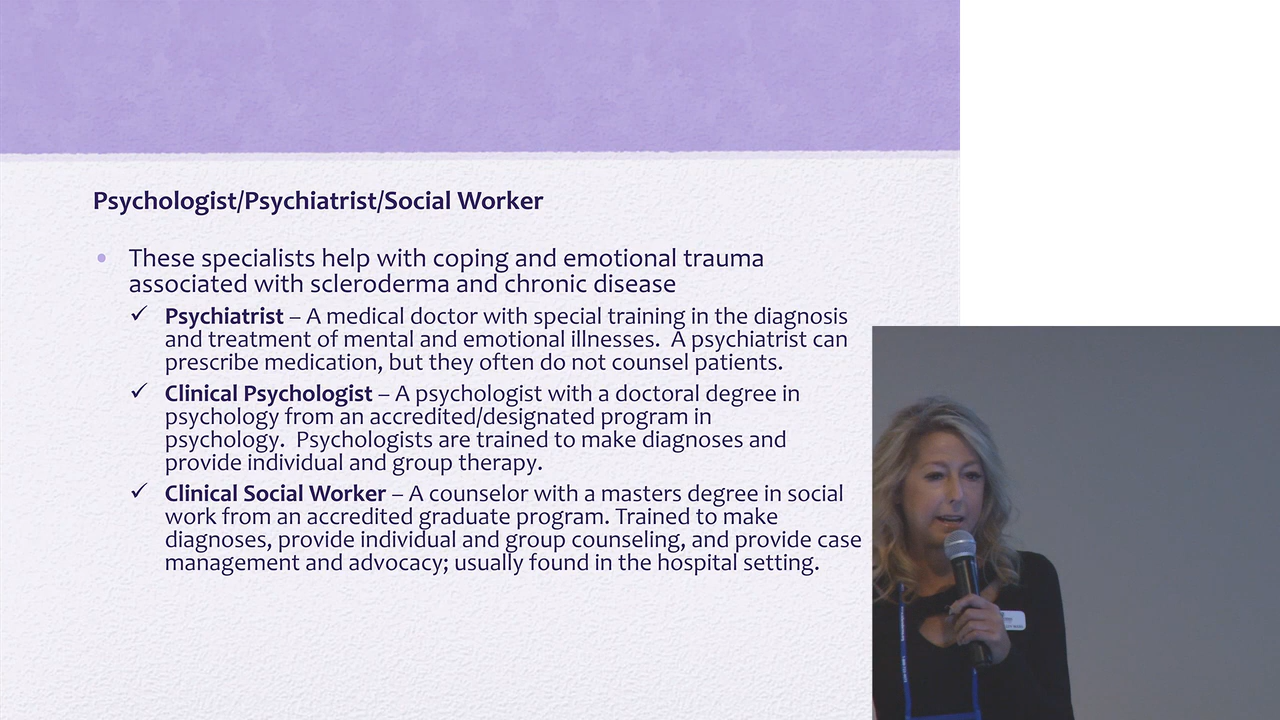 Psychologist/Psychiatrist/Social Worker
• These specialists help with coping and emotional trauma
associated with scleroderma and chronic disease
✓ Psychiatrist – A medical doctor with special training in the diagnosis
and treatment of mental and emotional illnesses.  A psychiatrist can
prescribe medication, but they often do not counsel patients.
✓ Clinical Psychologist – A psychologist with a doctoral degree in
psychology from an accredited/designated program in
psychology.  Psychologists are trained to make diagnoses and
provide individual and group therapy.
✓ Clinical Social Worker – A counselor with a masters degree in social
work from an accredited graduate program. Trained to make
diagnoses, provide individual and group counseling, and provide case
management and advocacy; usually found in the hospital setting.